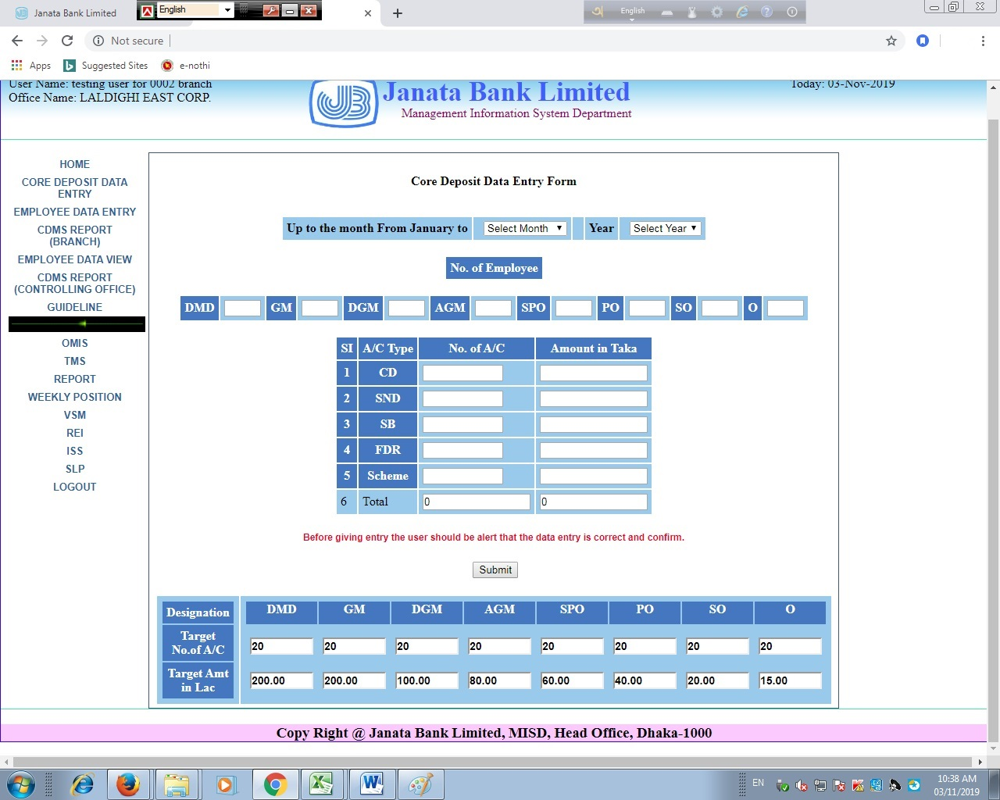 Janata Bank Limited
English
English
Not secure
Apps Suggested Sites e-nothi
User Name: testing user for 0002 branch
Office Name: LALDIGHI EAST CORP.
Janata Bank Limited
Management Information System Department
Today: 03-Nov-2019
HOME
CORE DEPOSIT DATA
ENTRY
EMPLOYEE DATA ENTRY
CDMS REPORT
(BRANCH)
EMPLOYEE DATA VIEW
CDMS REPORT
(CONTROLLING OFFICE)
GUIDELINE
OMIS
TMS
REPORT
WEEKLY POSITION
VSM
REI
ISS
SLP
LOGOUT
Core Deposit Data Entry Form
Up to the month From January to Select Month Year Select Year
No. of Employee
DMD GM DGM AGM SPO PO SO O
SI A/C Type No. of A/C Amount in Taka
1 CD
2 SND
3 SB
4 FDR
5 Scheme
6 Total 0 0
Before giving entry the user should be alert that the data entry is correct and confirm.
Submit
Designation DMD GM DGM AGM SPO PO SO O
Target
No.of A/C 20 20 20 20 20 20 20 20
Target Amt
in Lac 200.00 200.00 100.00 80.00 60.00 40.00 20.00 15.00
Copy Right @ Janata Bank Limited, MISD, Head Office, Dhaka-1000
EN
10:38 AM
03/11/2019